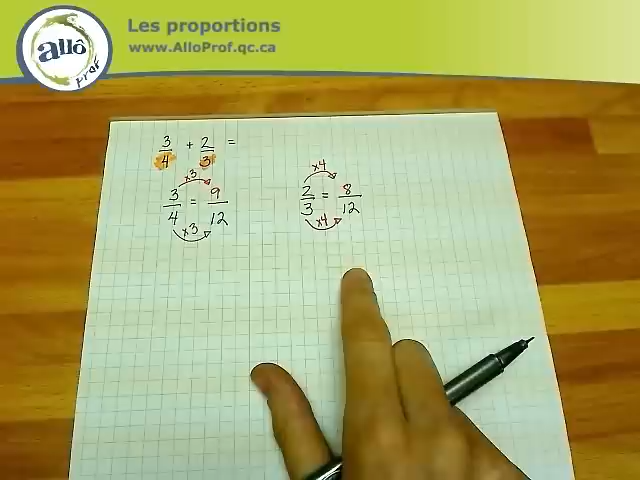 Les proportions
www.AlloProf.qc.ca
allô prof
3/4 + 2/3 =
x3
3/4 = 9/12
x3
x4
2/3 = 8/12
x4